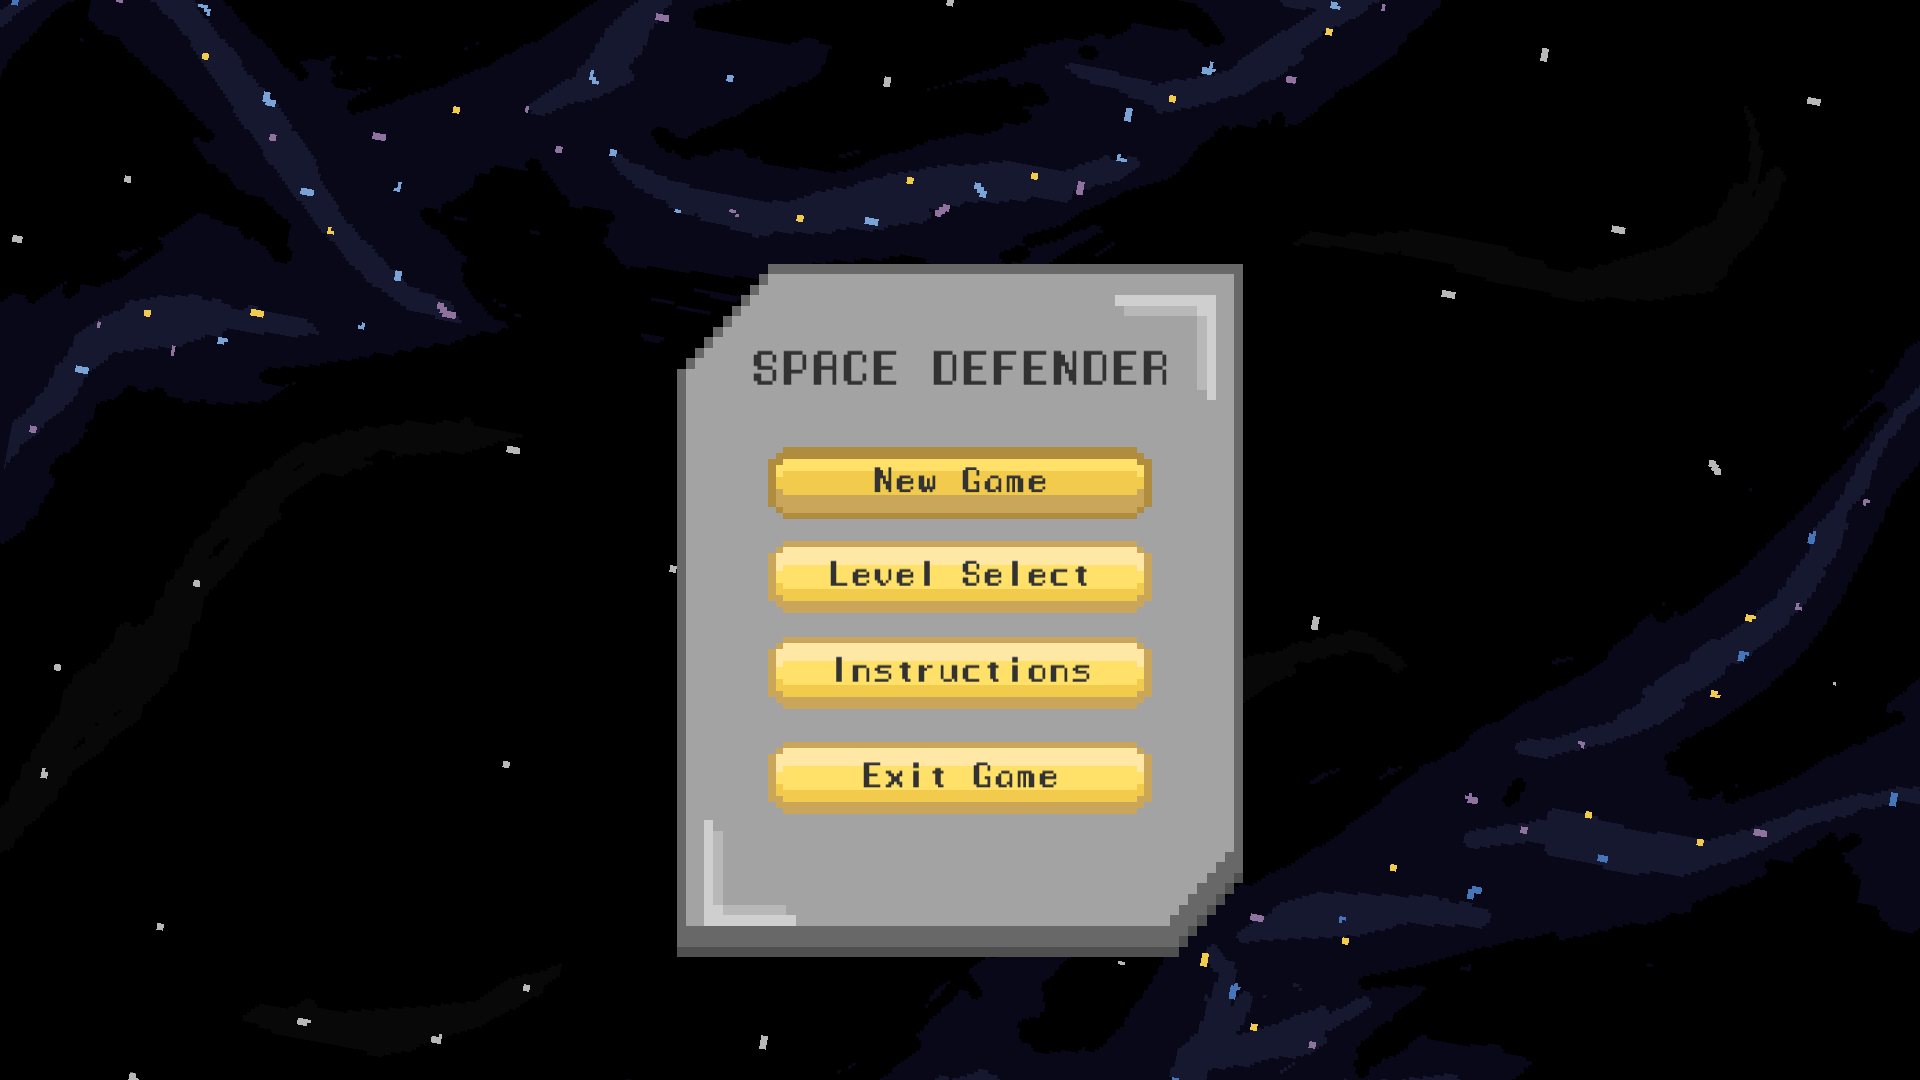 SPACE DEFENDER
New Game
Level Select
Instructions
Exit Game